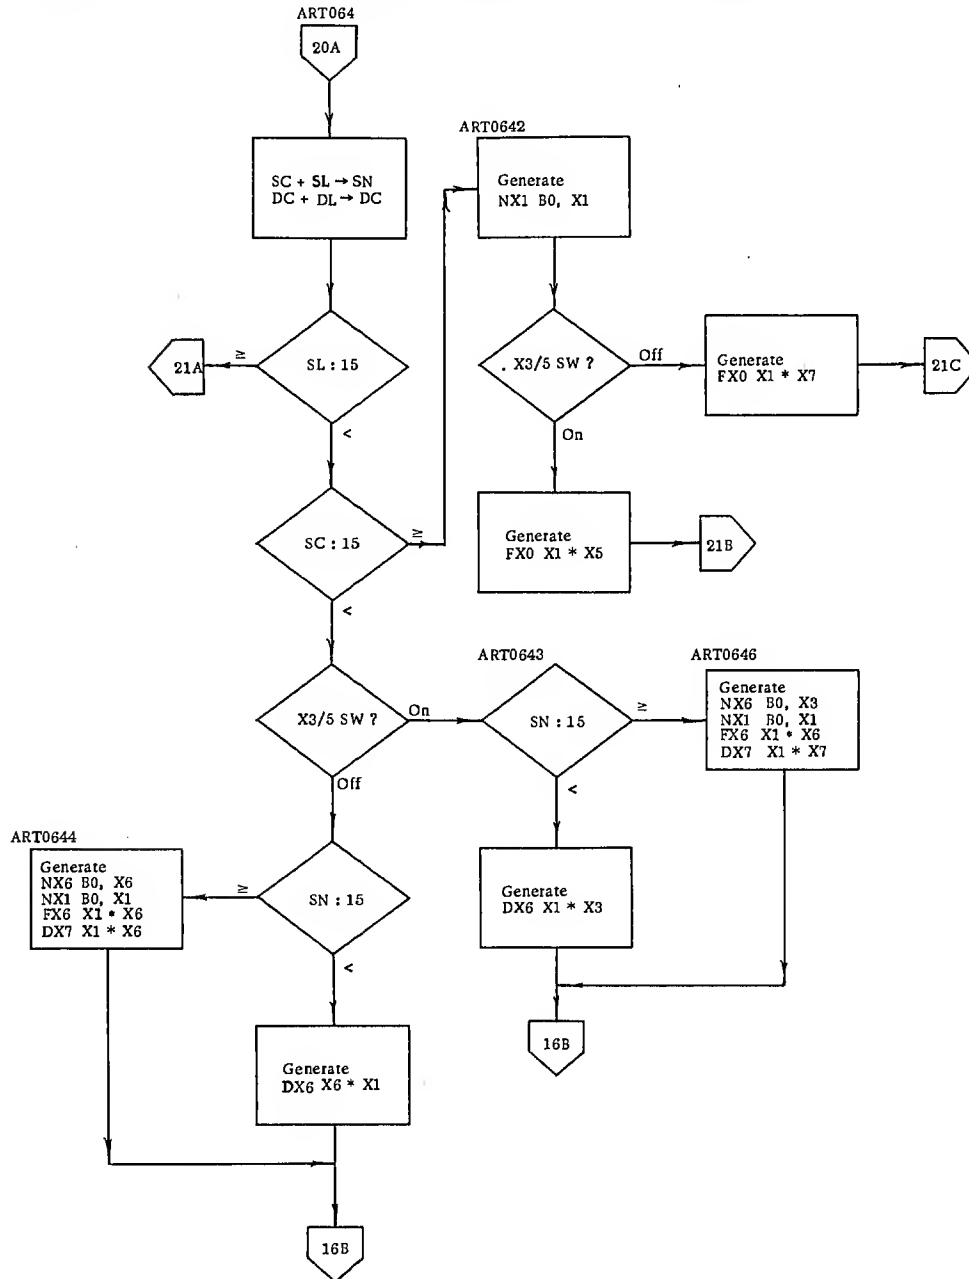 ART064
20A
SC + SL → SN
DC + DL → DC
ART0642
Generate
NX1 B0, X1
SL : 15
≥
21A
<
. X3/5 SW ?
Off
Generate
FX0 X1 * X7
21C
On
SC : 15
≥
<
Generate
FX0 X1 * X5
21B
X3/5 SW ?
On
Off
ART0643
SN : 15
≥
<
ART0646
Generate
NX6 B0, X3
NX1 B0, X1
FX6 X1 * X6
DX7 X1 * X7
ART0644
Generate
NX6 B0, X6
NX1 B0, X1
FX6 X1 * X6
DX7 X1 * X6
SN : 15
≥
<
Generate
DX6 X1 * X3
16B
Generate
DX6 X6 * X1
16B